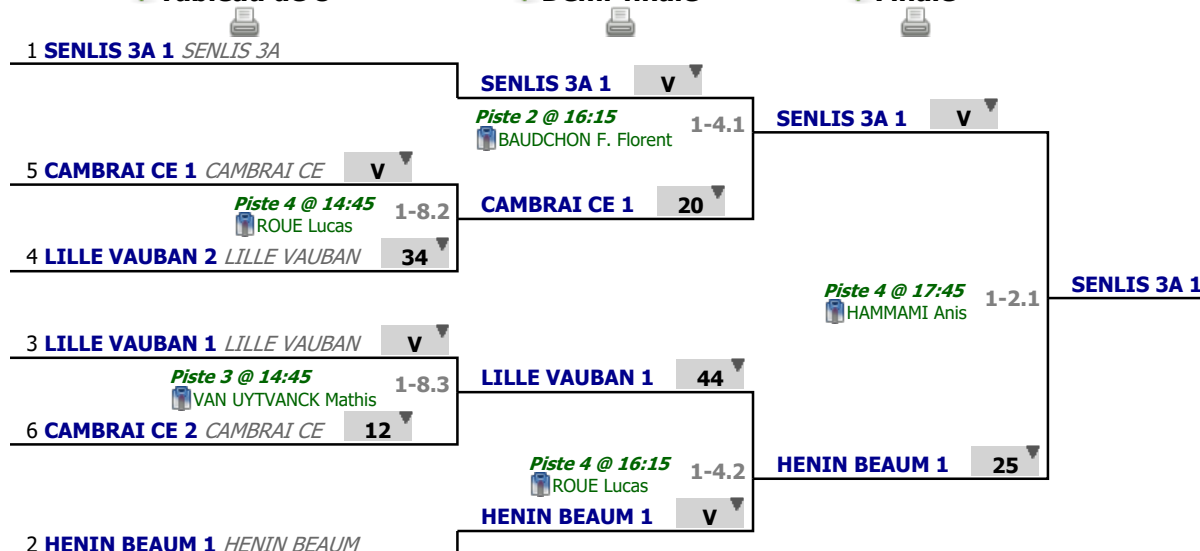 1 SENLIS 3A 1 SENLIS 3A
SENLIS 3A 1 V
Piste 2 @ 16:15
BAUDCHON F. Florent
1-4.1
SENLIS 3A 1 V
5 CAMBRAI CE 1 CAMBRAI CE V
Piste 4 @ 14:45
ROUE Lucas
1-8.2
CAMBRAI CE 1 20
4 LILLE VAUBAN 2 LILLE VAUBAN 34
Piste 4 @ 17:45
HAMMAMI Anis
1-2.1
SENLIS 3A 1
3 LILLE VAUBAN 1 LILLE VAUBAN V
Piste 3 @ 14:45
VAN UYTVANCK Mathis
1-8.3
LILLE VAUBAN 1 44
6 CAMBRAI CE 2 CAMBRAI CE 12
Piste 4 @ 16:15
ROUE Lucas
1-4.2
HENIN BEAUM 1 25
HENIN BEAUM 1 V
2 HENIN BEAUM 1 HENIN BEAUM